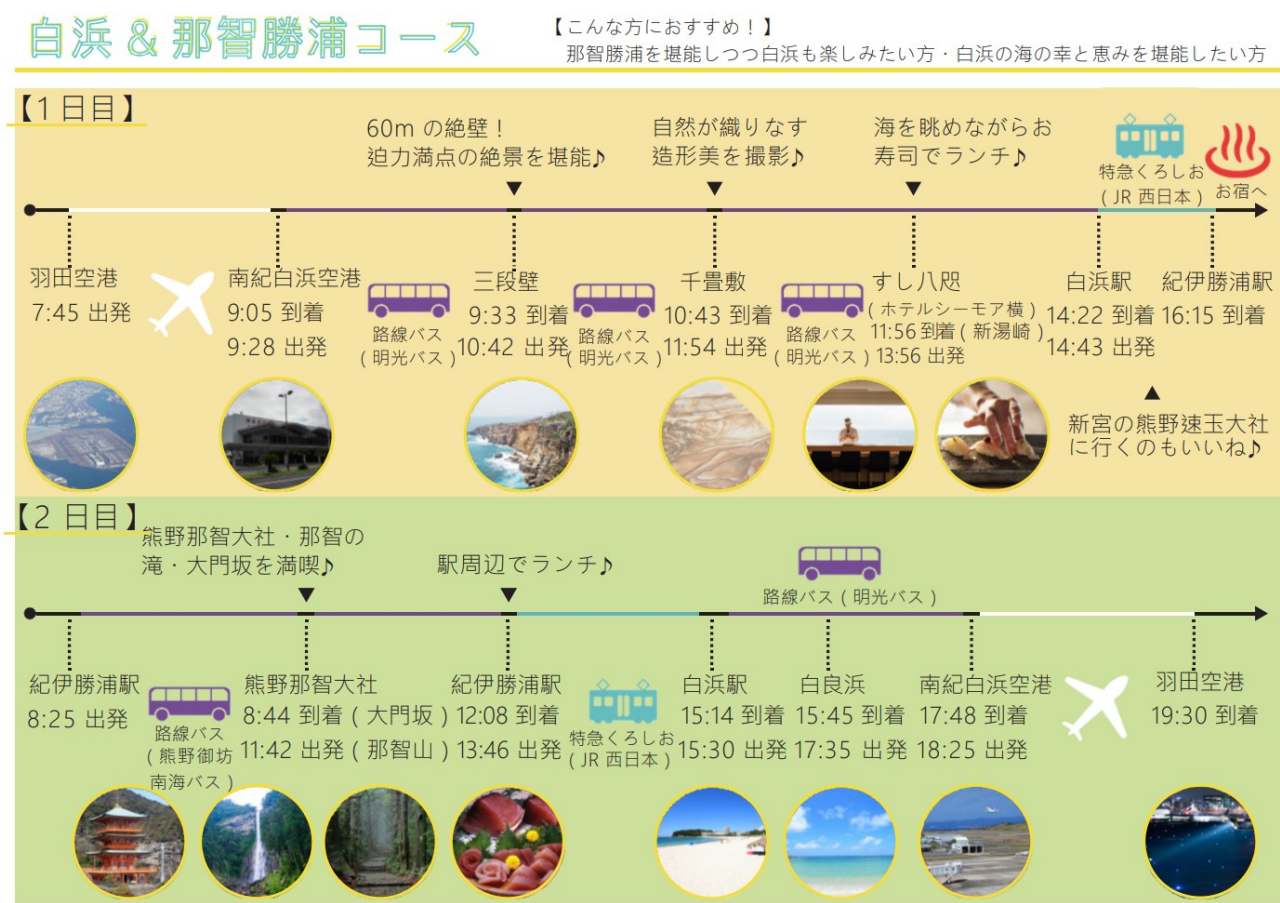 白浜 & 那智勝浦コース
【こんな方におすすめ！】
那智勝浦を堪能しつつ白浜も楽しみたい方・白浜の海の幸と恵みを堪能したい方
【1 日目】
60m の絶壁！
迫力満点の絶景を堪能♪
自然が織りなす
造形美を撮影♪
海を眺めながらお
寿司でランチ♪
特急くろしお
( JR 西日本 )
お宿へ
羽田空港
7:45 出発
南紀白浜空港
9:05 到着
9:28 出発
路線バス
( 明光バス )
三段壁
9:33 到着
10:42 出発
路線バス
( 明光バス )
千畳敷
10:43 到着
11:54 出発
路線バス
( 明光バス )
すし八咫
( ホテルシーモア横 )
11:56 到着 ( 新湯崎 )
13:56 出発
白浜駅
14:22 到着
14:43 出発
紀伊勝浦駅
16:15 到着
新宮の熊野速玉大社
に行くのもいいね♪
【2 日目】
熊野那智大社・那智の
滝・大門坂を満喫♪
駅周辺でランチ♪
路線バス ( 明光バス )
紀伊勝浦駅
8:25 出発
路線バス
( 熊野御坊
南海バス )
熊野那智大社
8:44 到着 ( 大門坂 )
11:42 出発 ( 那智山 )
紀伊勝浦駅
12:08 到着
13:46 出発
特急くろしお
( JR 西日本 )
白浜駅
15:14 到着
15:30 出発
白良浜
15:45 到着
17:35 出発
南紀白浜空港
17:48 到着
18:25 出発
羽田空港
19:30 到着